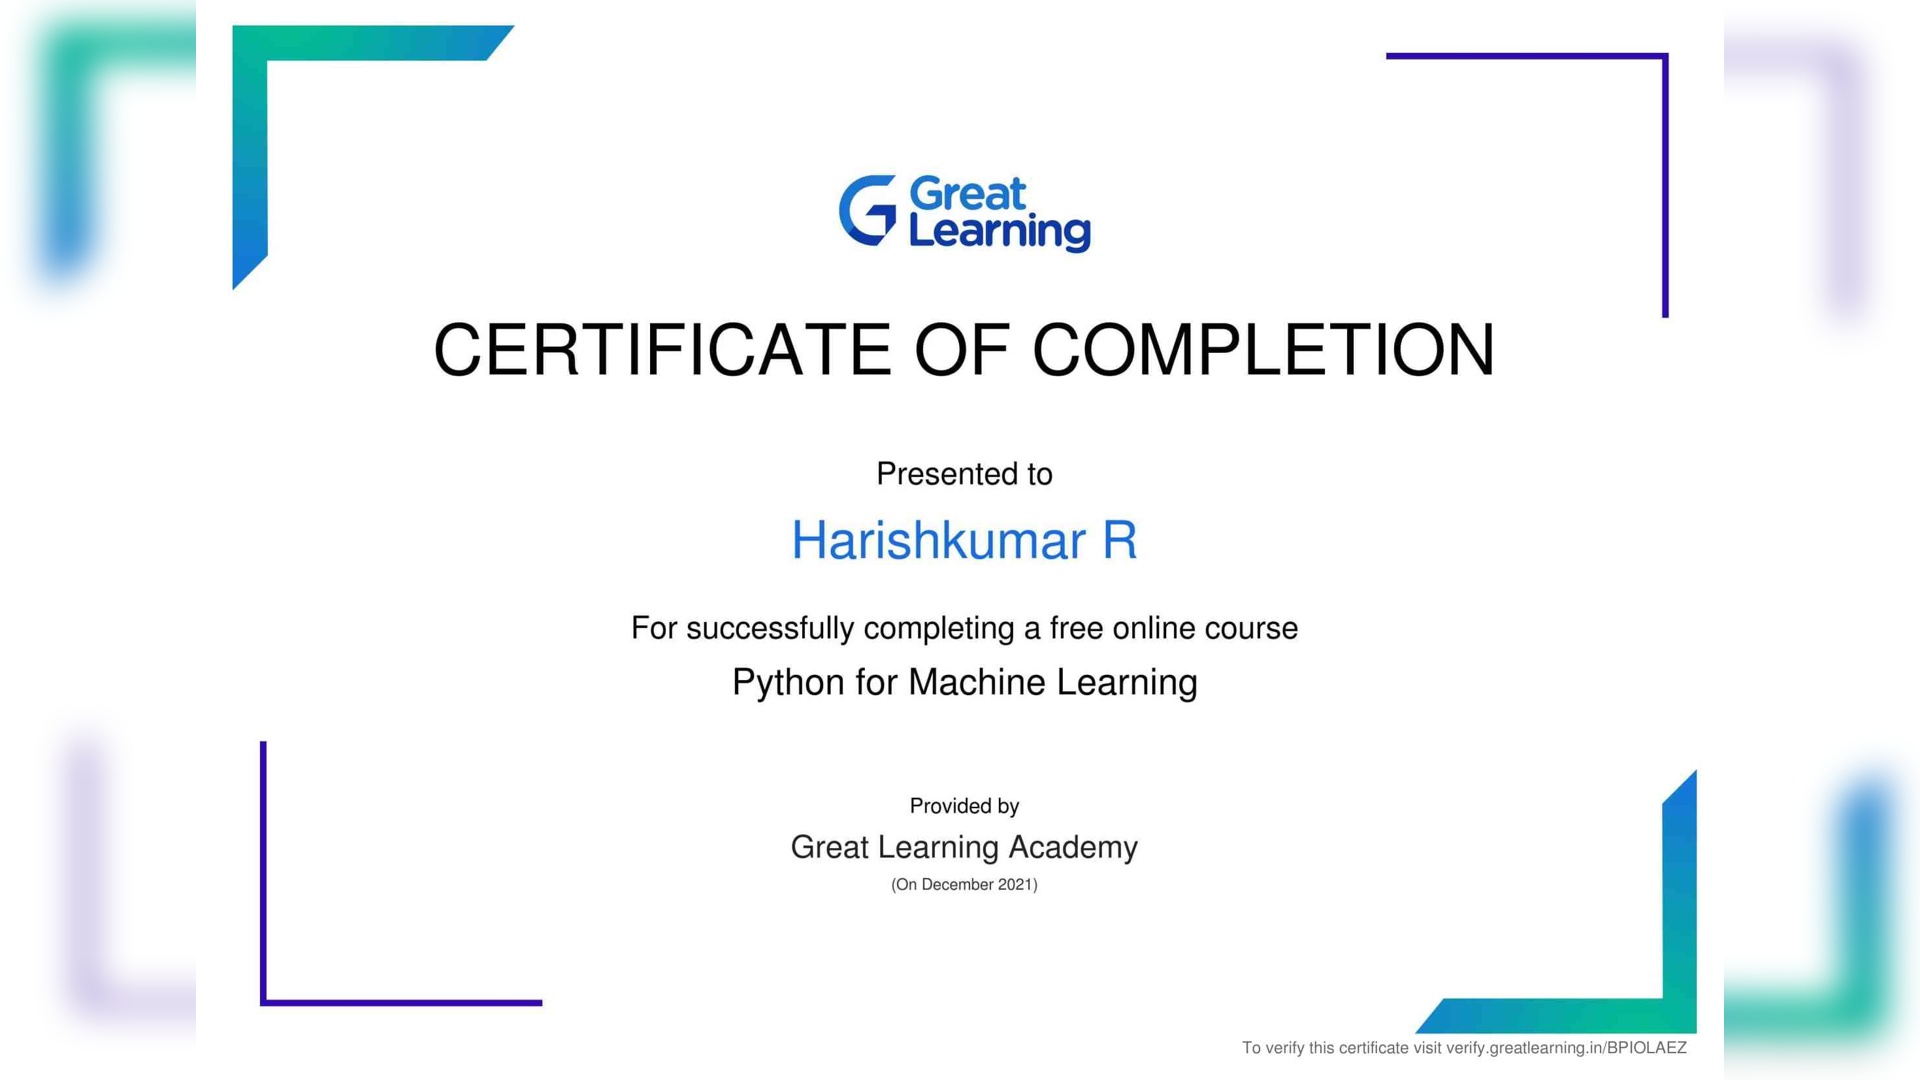 Great
Learning
CERTIFICATE OF COMPLETION
Presented to
Harishkumar R
For successfully completing a free online course
Python for Machine Learning
Provided by
Great Learning Academy
(On December 2021)
To verify this certificate visit verify.greatlearning.in/BPIOLAEZ